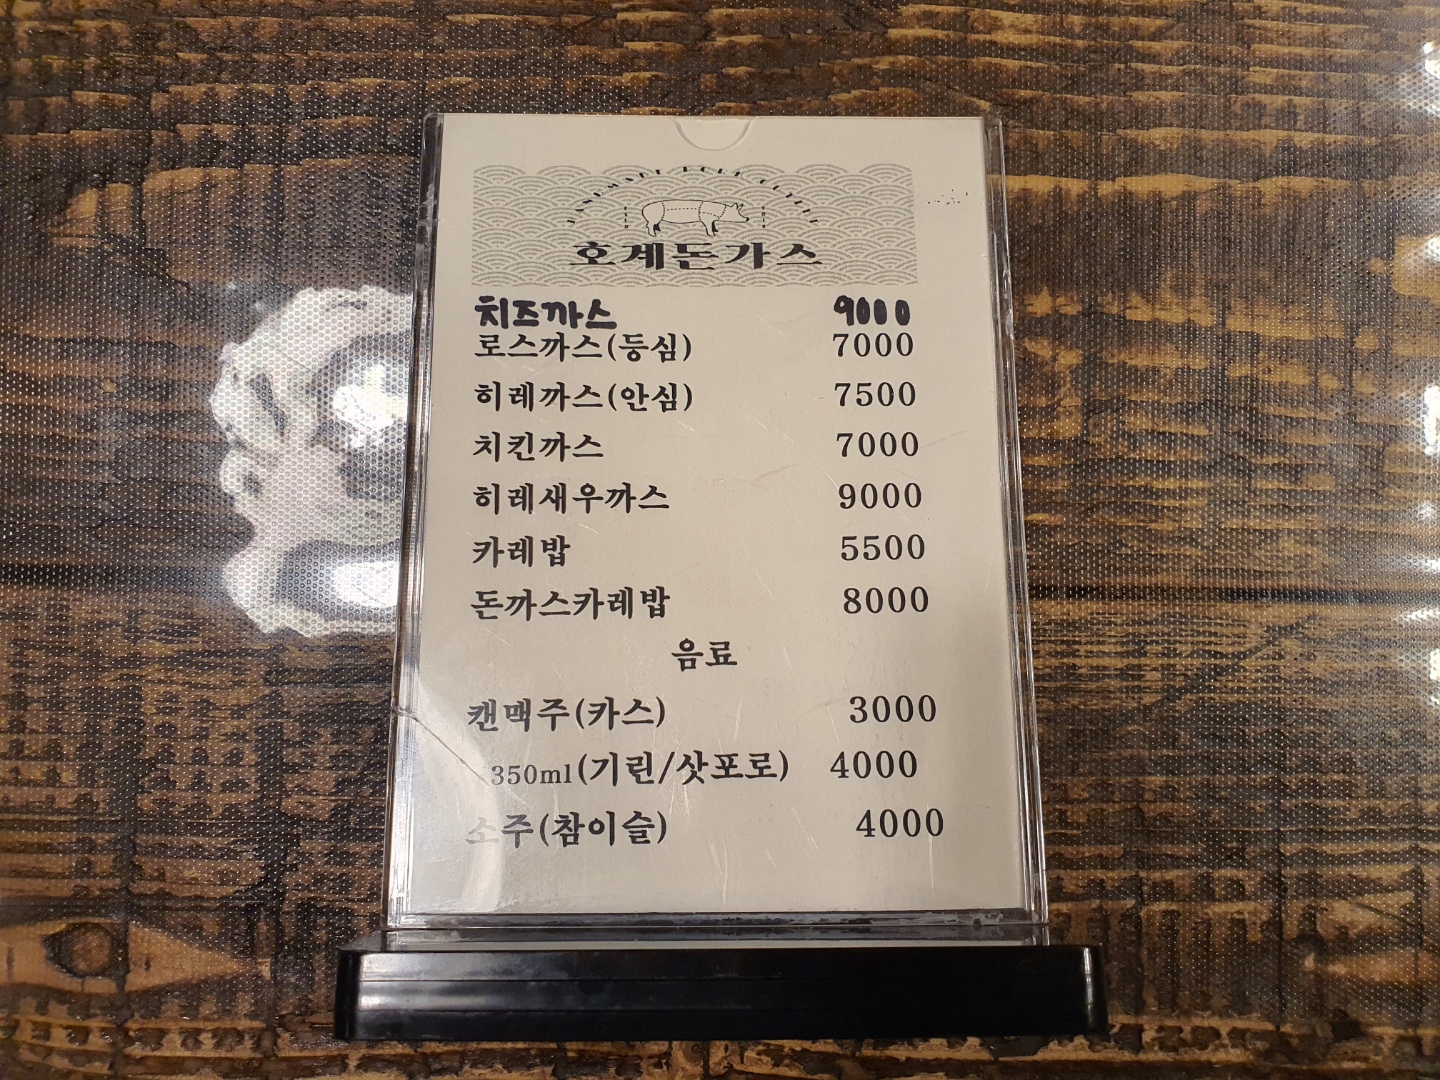 HANDMADE PORK CUTLET
호계돈가스
치즈까스 9000
로스까스(등심) 7000
히레까스(안심) 7500
치킨까스 7000
히레새우까스 9000
카레밥 5500
돈까스카레밥 8000
음료
캔맥주(카스) 3000
350ml(기린/삿포로) 4000
소주(참이슬) 4000